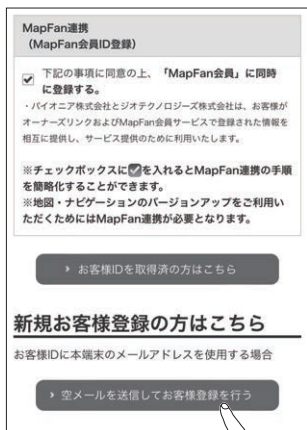 MapFan連携
（MapFan会員ID登録）
下記の事項に同意の上、「MapFan会員」に同時
に登録する。
・パイオニア株式会社とジオテクノロジーズ株式会社は、お客様が
オーナーズリンクおよびMapFan会員サービスで登録された情報を
相互に提供し、サービス提供のために利用いたします。
※チェックボックスに✓を入れるとMapFan連携の手順
を簡略化することができます。
※地図・ナビゲーションのバージョンアップをご利用い
ただくためにはMapFan連携が必要となります。
› お客様IDを取得済の方はこちら
新規お客様登録の方はこちら
お客様IDに本端末のメールアドレスを使用する場合
› 空メールを送信してお客様登録を行う